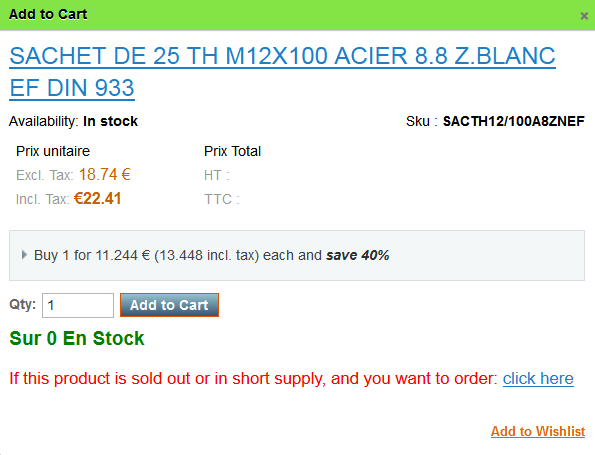 Add to Cart
SACHET DE 25 TH M12X100 ACIER 8.8 Z.BLANC
EF DIN 933
Availability: In stock
Sku : SACTH12/100A8ZNEF
Prix unitaire
Prix Total
Excl. Tax: 18.74 €
HT :
Incl. Tax: €22.41
TTC :
Buy 1 for 11.244 € (13.448 incl. tax) each and save 40%
Qty: 1 Add to Cart
Sur 0 En Stock
If this product is sold out or in short supply, and you want to order: click here
Add to Wishlist